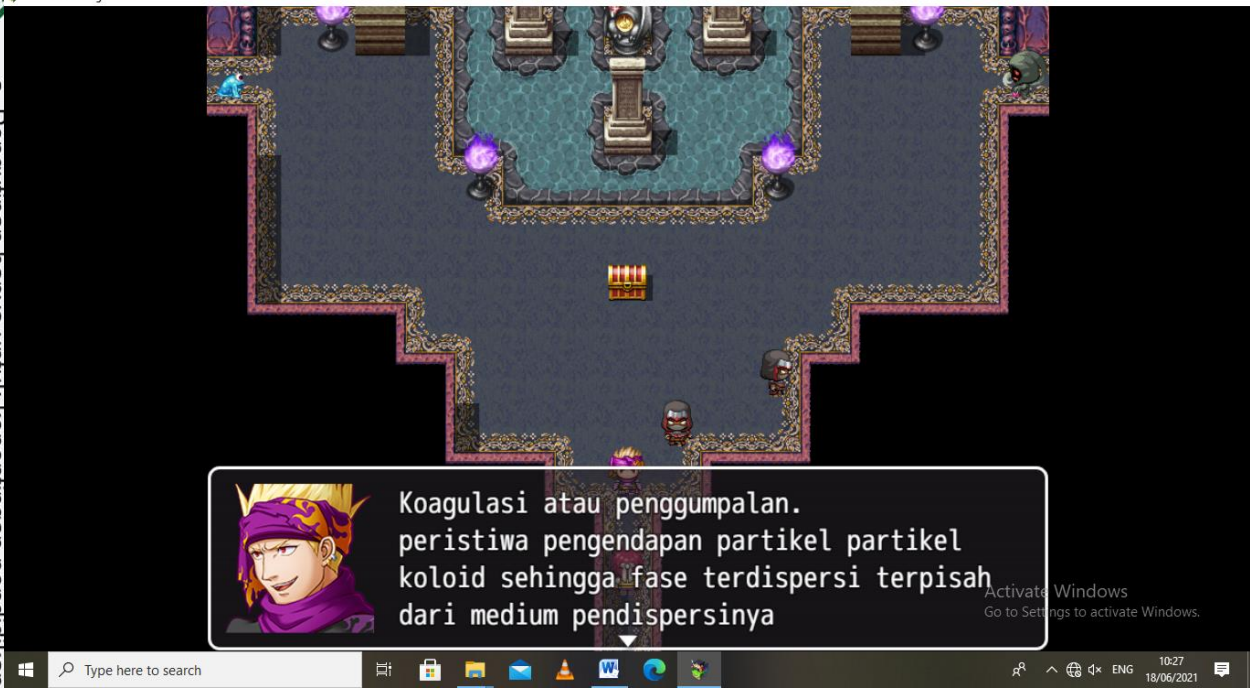 Koagulasi atau penggumpalan.
peristiwa pengendapan partikel partikel
koloid sehingga fase terdispersi terpisah
dari medium pendispersinya
Activate Windows
Go to Settings to activate Windows.
Type here to search
ENG
10:27
18/06/2021